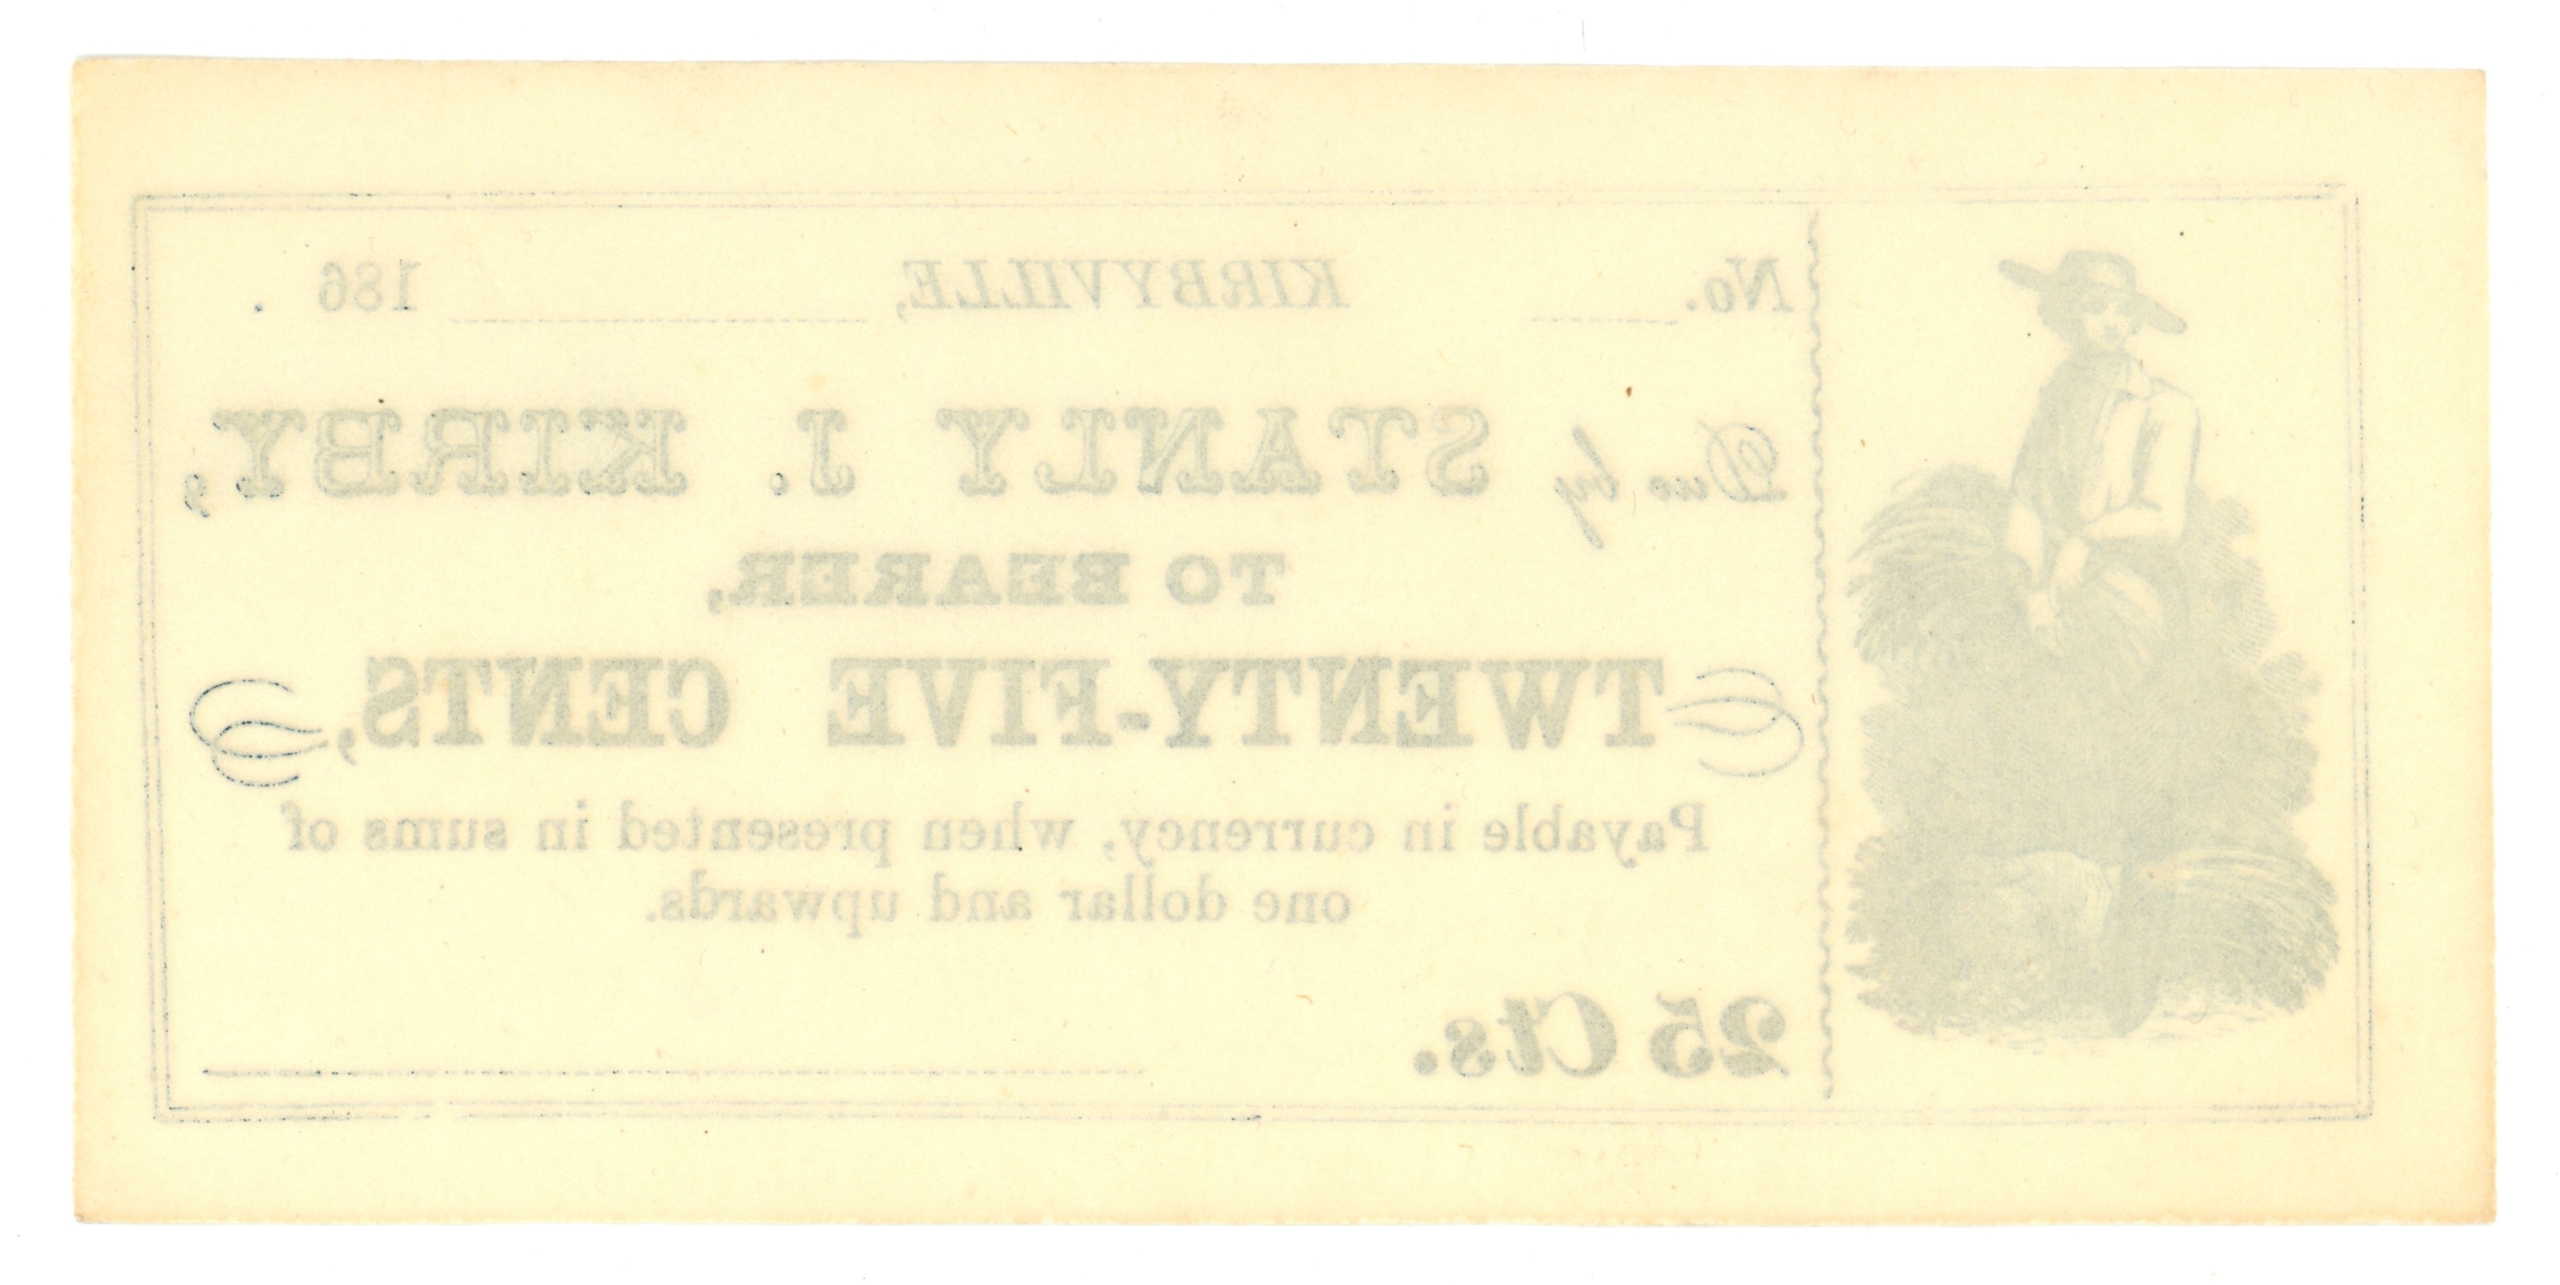 No. KIRBYVILLE, 186 .
Due by STANLY J. KIRBY,
TO BEARER,
TWENTY-FIVE CENTS,
Payable in currency, when presented in sums of
one dollar and upwards.
25 Cts.